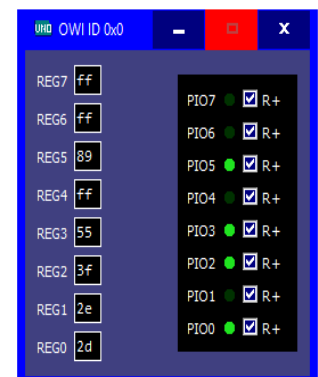 UNO OWI ID 0x0
REG7 ff
REG6 ff
REG5 89
REG4 ff
REG3 55
REG2 3f
REG1 2e
REG0 2d
PIO7 R+
PIO6 R+
PIO5 R+
PIO4 R+
PIO3 R+
PIO2 R+
PIO1 R+
PIO0 R+